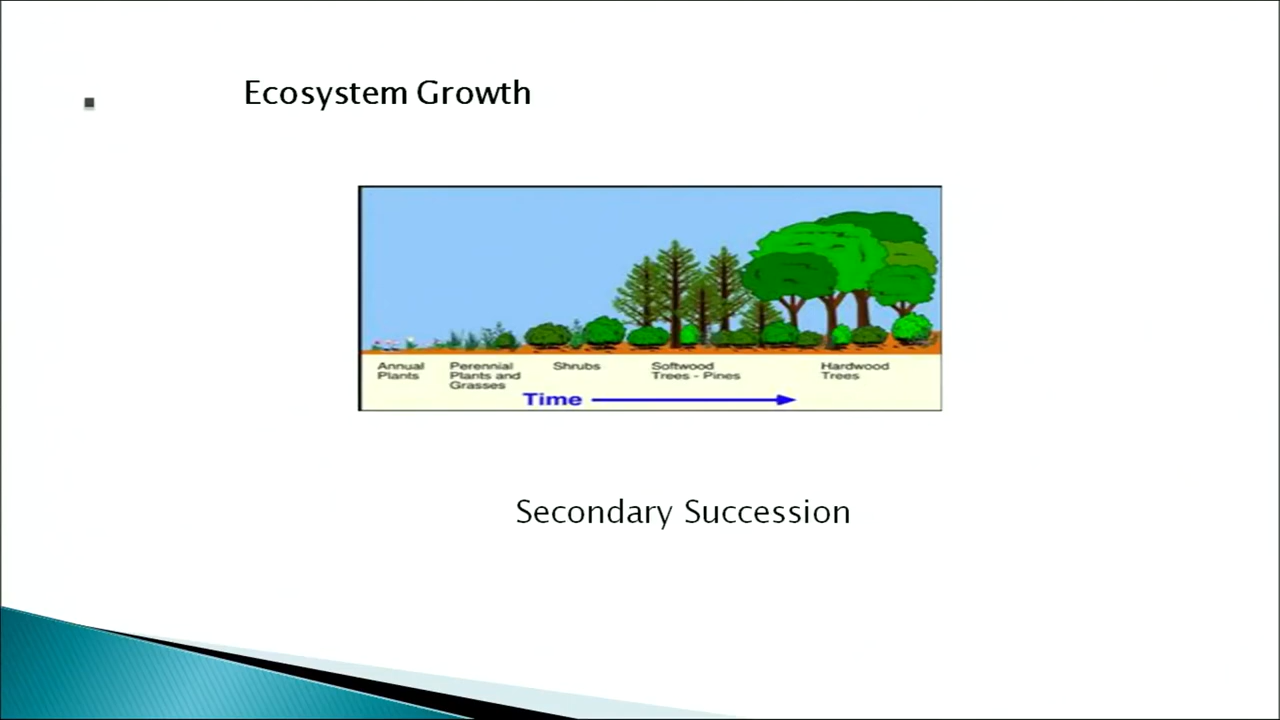 Ecosystem Growth
Annual
Plants
Perennial
Plants and
Grasses
Shrubs
Softwood
Trees - Pines
Hardwood
Trees
Time
Secondary Succession